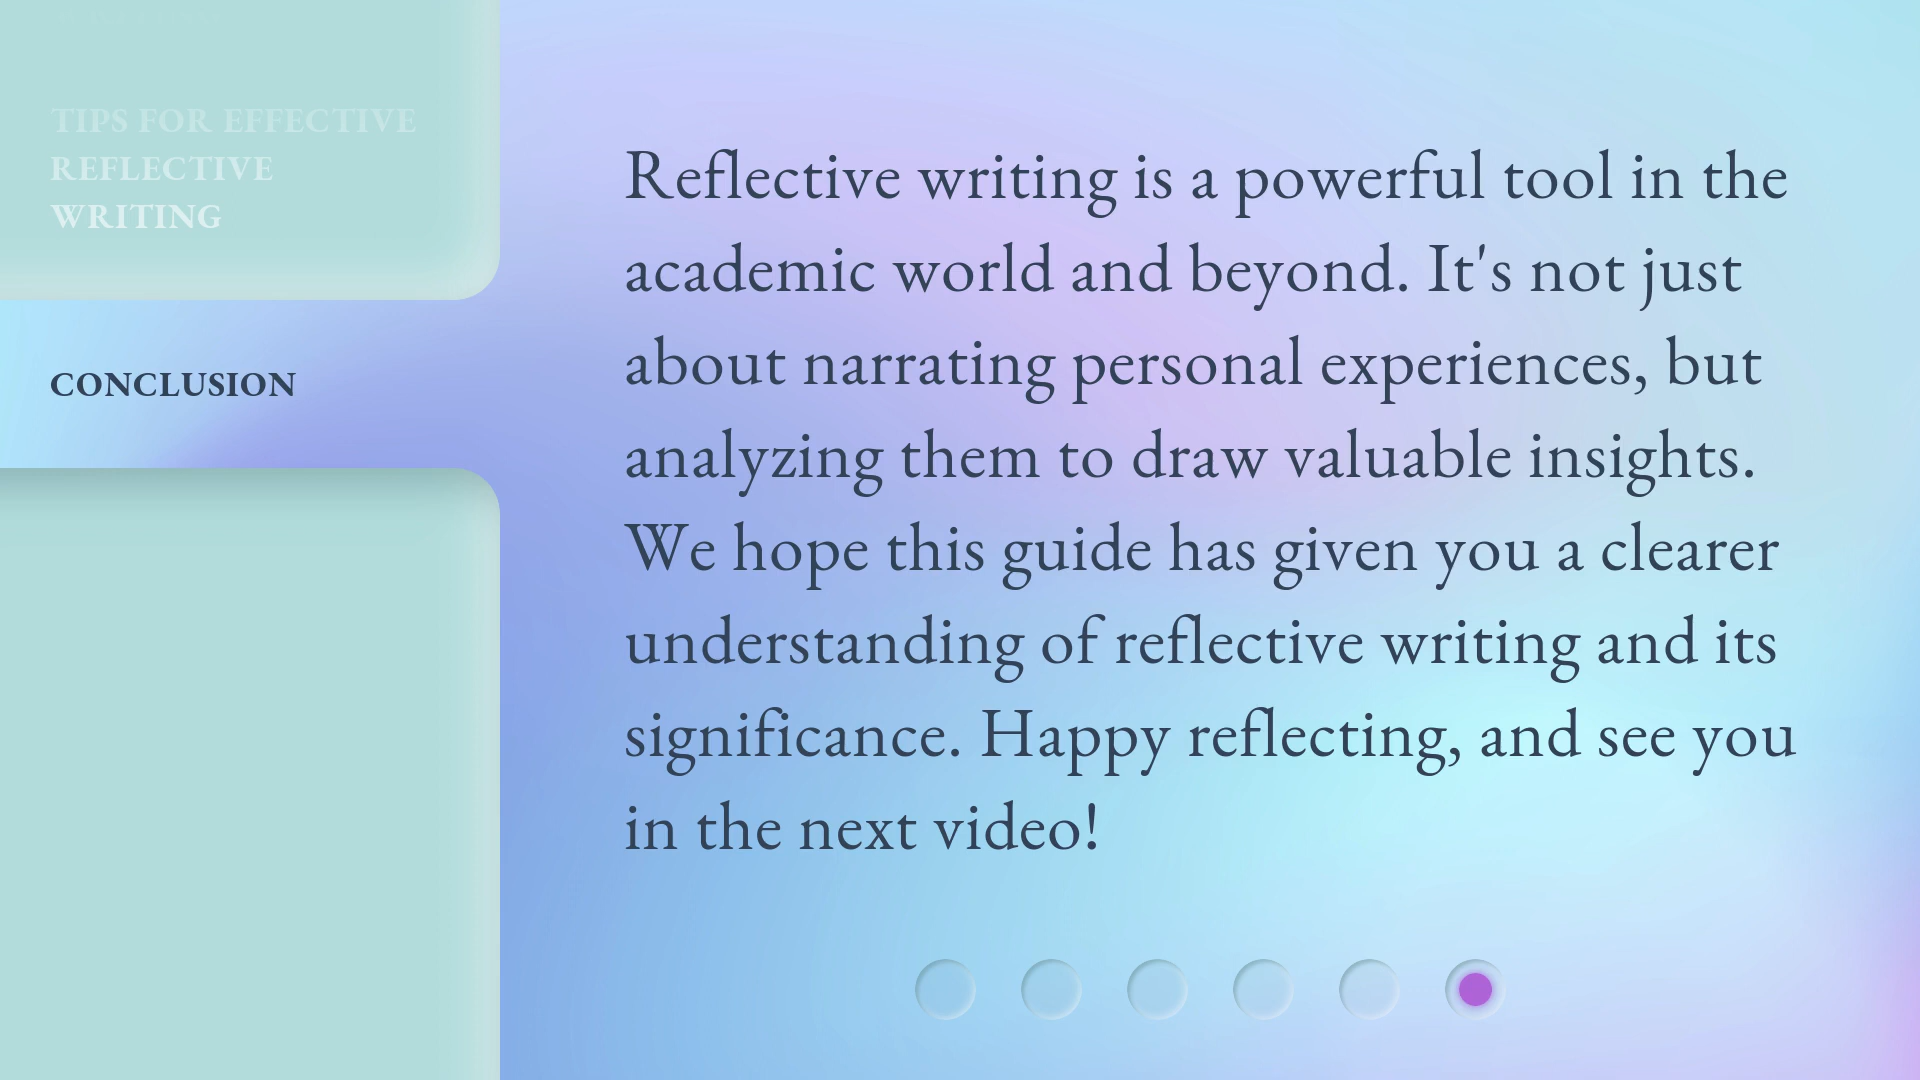 TIPS FOR EFFECTIVE
REFLECTIVE
WRITING
CONCLUSION
Reflective writing is a powerful tool in the
academic world and beyond. It's not just
about narrating personal experiences, but
analyzing them to draw valuable insights.
We hope this guide has given you a clearer
understanding of reflective writing and its
significance. Happy reflecting, and see you
in the next video!